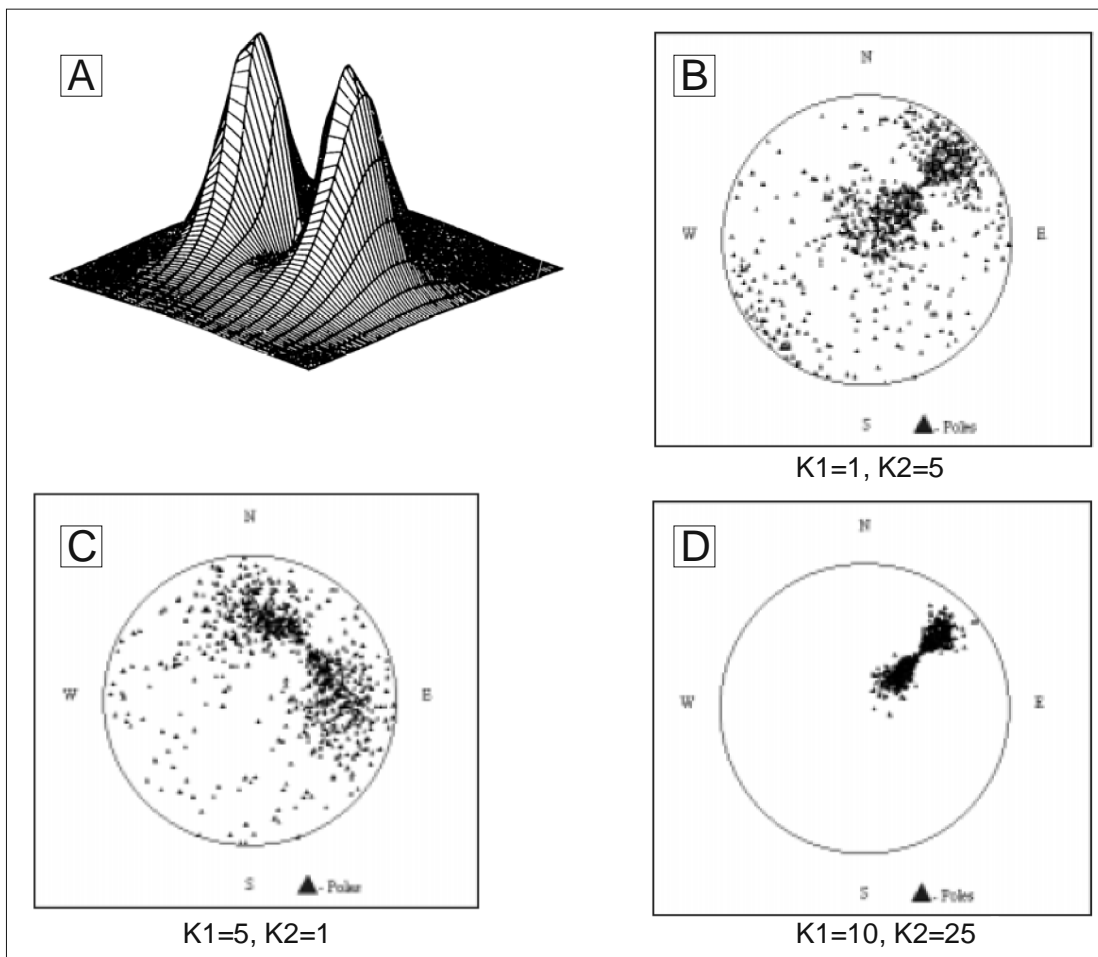 A
B
N
W
E
S
▲ - Poles
K1=1, K2=5
C
N
W
E
S
▲ - Poles
K1=5, K2=1
D
N
W
E
S
▲ - Poles
K1=10, K2=25